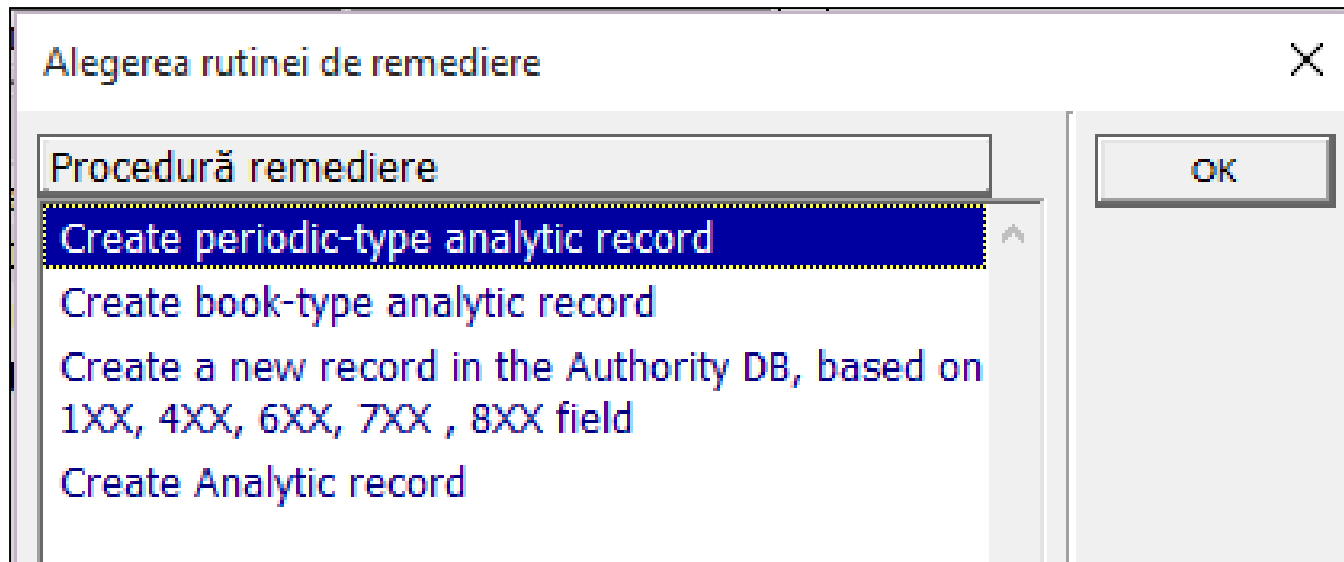 Alegerea rutinei de remediere
Procedură remediere
OK
Create periodic-type analytic record
Create book-type analytic record
Create a new record in the Authority DB, based on
1XX, 4XX, 6XX, 7XX , 8XX field
Create Analytic record